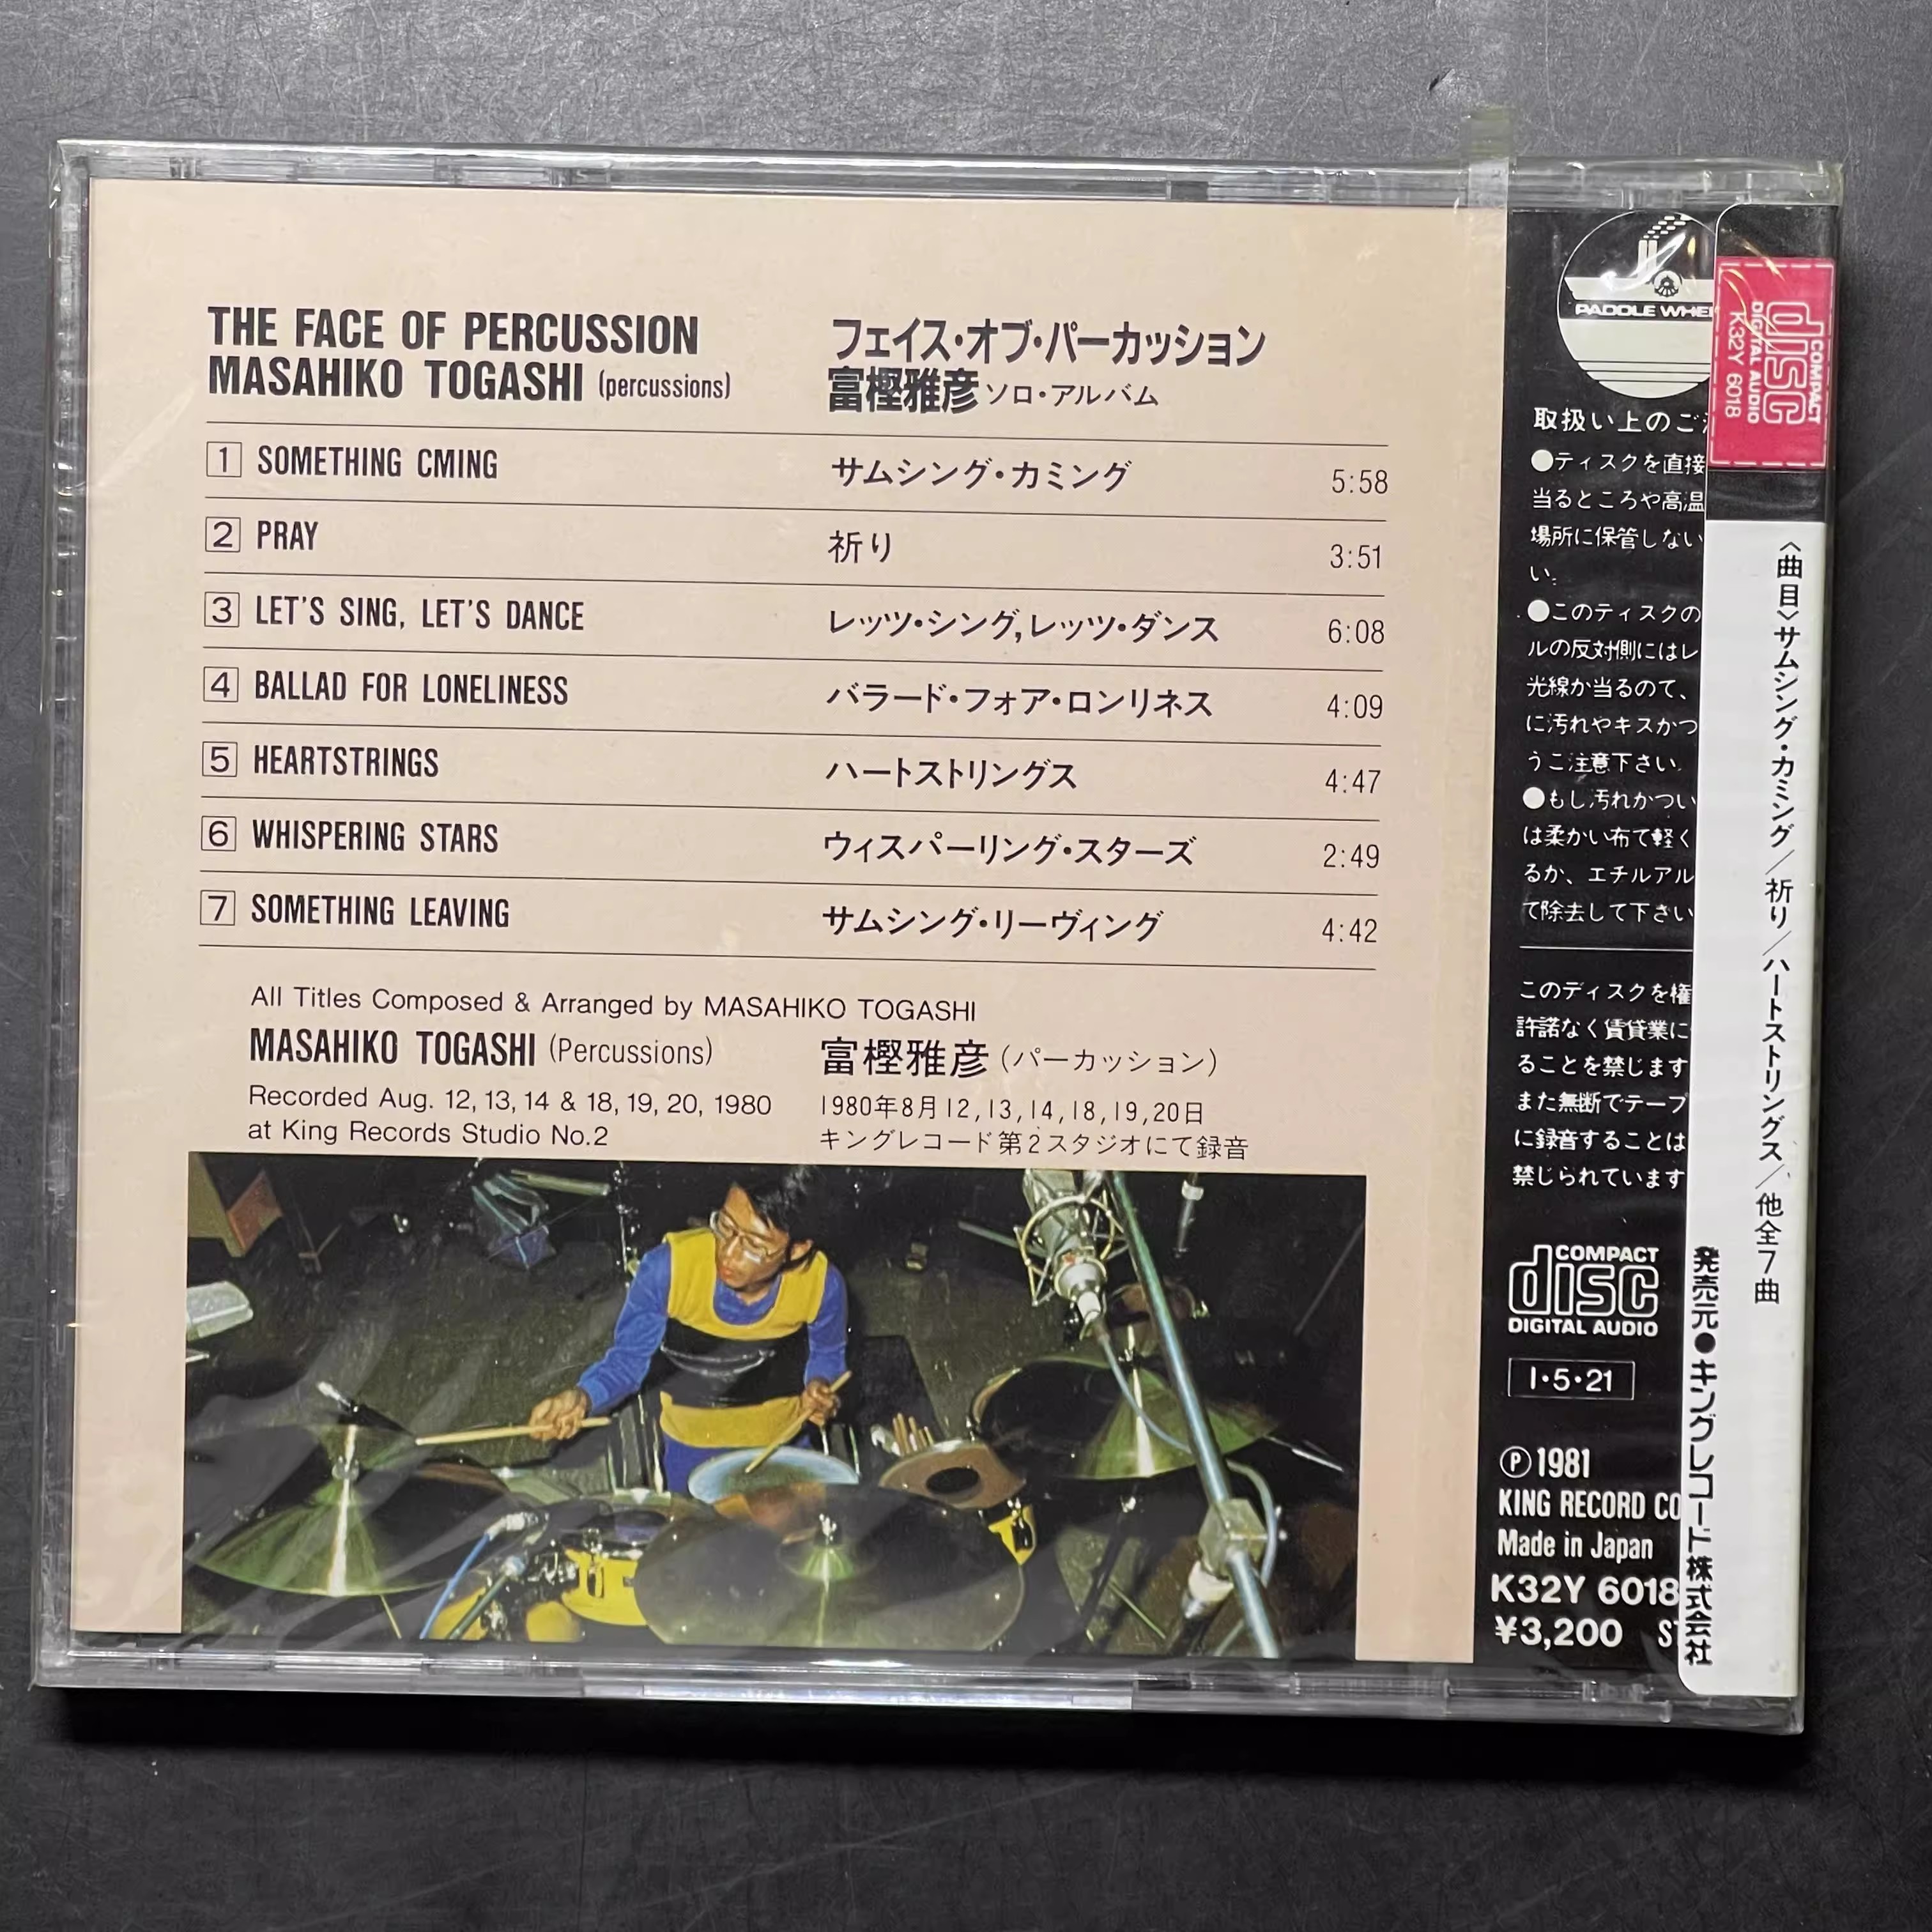 THE FACE OF PERCUSSION
MASAHIKO TOGASHI (percussions)
フェイス・オブ・パーカッション
富樫雅彦 ソロ・アルバム
1 SOMETHING CMING サムシング・カミング 5:58
2 PRAY 祈り 3:51
3 LET'S SING, LET'S DANCE レッツ・シング,レッツ・ダンス 6:08
4 BALLAD FOR LONELINESS バラード・フォア・ロンリネス 4:09
5 HEARTSTRINGS ハートストリングス 4:47
6 WHISPERING STARS ウィスパーリング・スターズ 2:49
7 SOMETHING LEAVING サムシング・リーヴィング 4:42
All Titles Composed & Arranged by MASAHIKO TOGASHI
MASAHIKO TOGASHI (Percussions)
富樫雅彦 (パーカッション)
Recorded Aug. 12, 13, 14 & 18, 19, 20, 1980
at King Records Studio No.2
1980年8月12,13,14,18,19,20日
キングレコード第2スタジオにて録音
PADDLE WHE
取扱い上のご
●ディスクを直接
当るところや高温
場所に保管しない
い。
●このディスクの
ルの反対側にはレ
光線が当るので、
に汚れやキズがつ
うご注意下さい。
●もし汚れがつい
は柔かい布で軽く
るか、エチルアル
で除去して下さい
このディスクを権
許諾なく賃貸業に
ることを禁じます
また無断でテープ
に録音することは
禁じられています
COMPACT
disc
DIGITAL AUDIO
1・5・21
Ⓟ1981
KING RECORD CO
Made in Japan
K32Y 6018
¥3,200 ST
COMPACT
disc
DIGITAL AUDIO
K32Y 6018
〈曲目〉サムシング・カミング／祈り／ハートストリングス／他全7曲
発売元●キングレコード株式会社